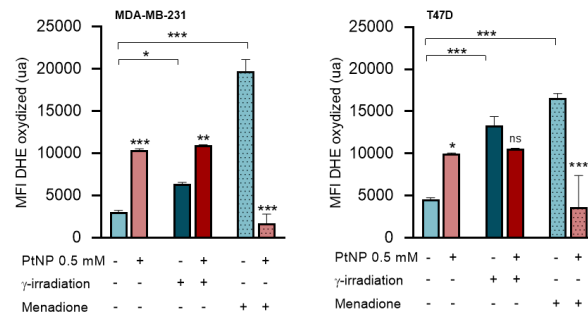 MDA-MB-231
***
*
MFI DHE oxydized (ua)
25000
20000
15000
10000
5000
0
***
**
***
PtNP 0.5 mM - + - + - +
γ-irradiation - - + + - -
Menadione - - - - + +
T47D
***
***
MFI DHE oxydized (ua)
25000
20000
15000
10000
5000
0
*
ns
***
PtNP 0.5 mM - + - + - +
γ-irradiation - - + + - -
Menadione - - - - + +